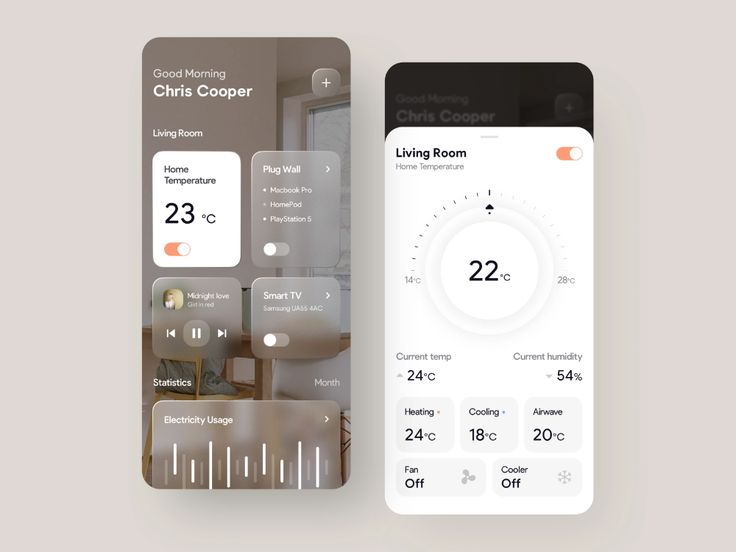 Good Morning
Chris Cooper
+
Living Room
Home
Temperature
23 °C
Plug Wall
Macbook Pro
HomePod
PlayStation 5
Midnight love
Girl in red
Smart TV
Samsung UA55 4AC
Statistics
Month
Electricity Usage
Good Morning
Chris Cooper
+
Living Room
Home Temperature
22°C
14°C
28°C
Current temp
24°C
Current humidity
54%
Heating
24°C
Cooling
18°C
Airwave
20°C
Fan
Off
Cooler
Off